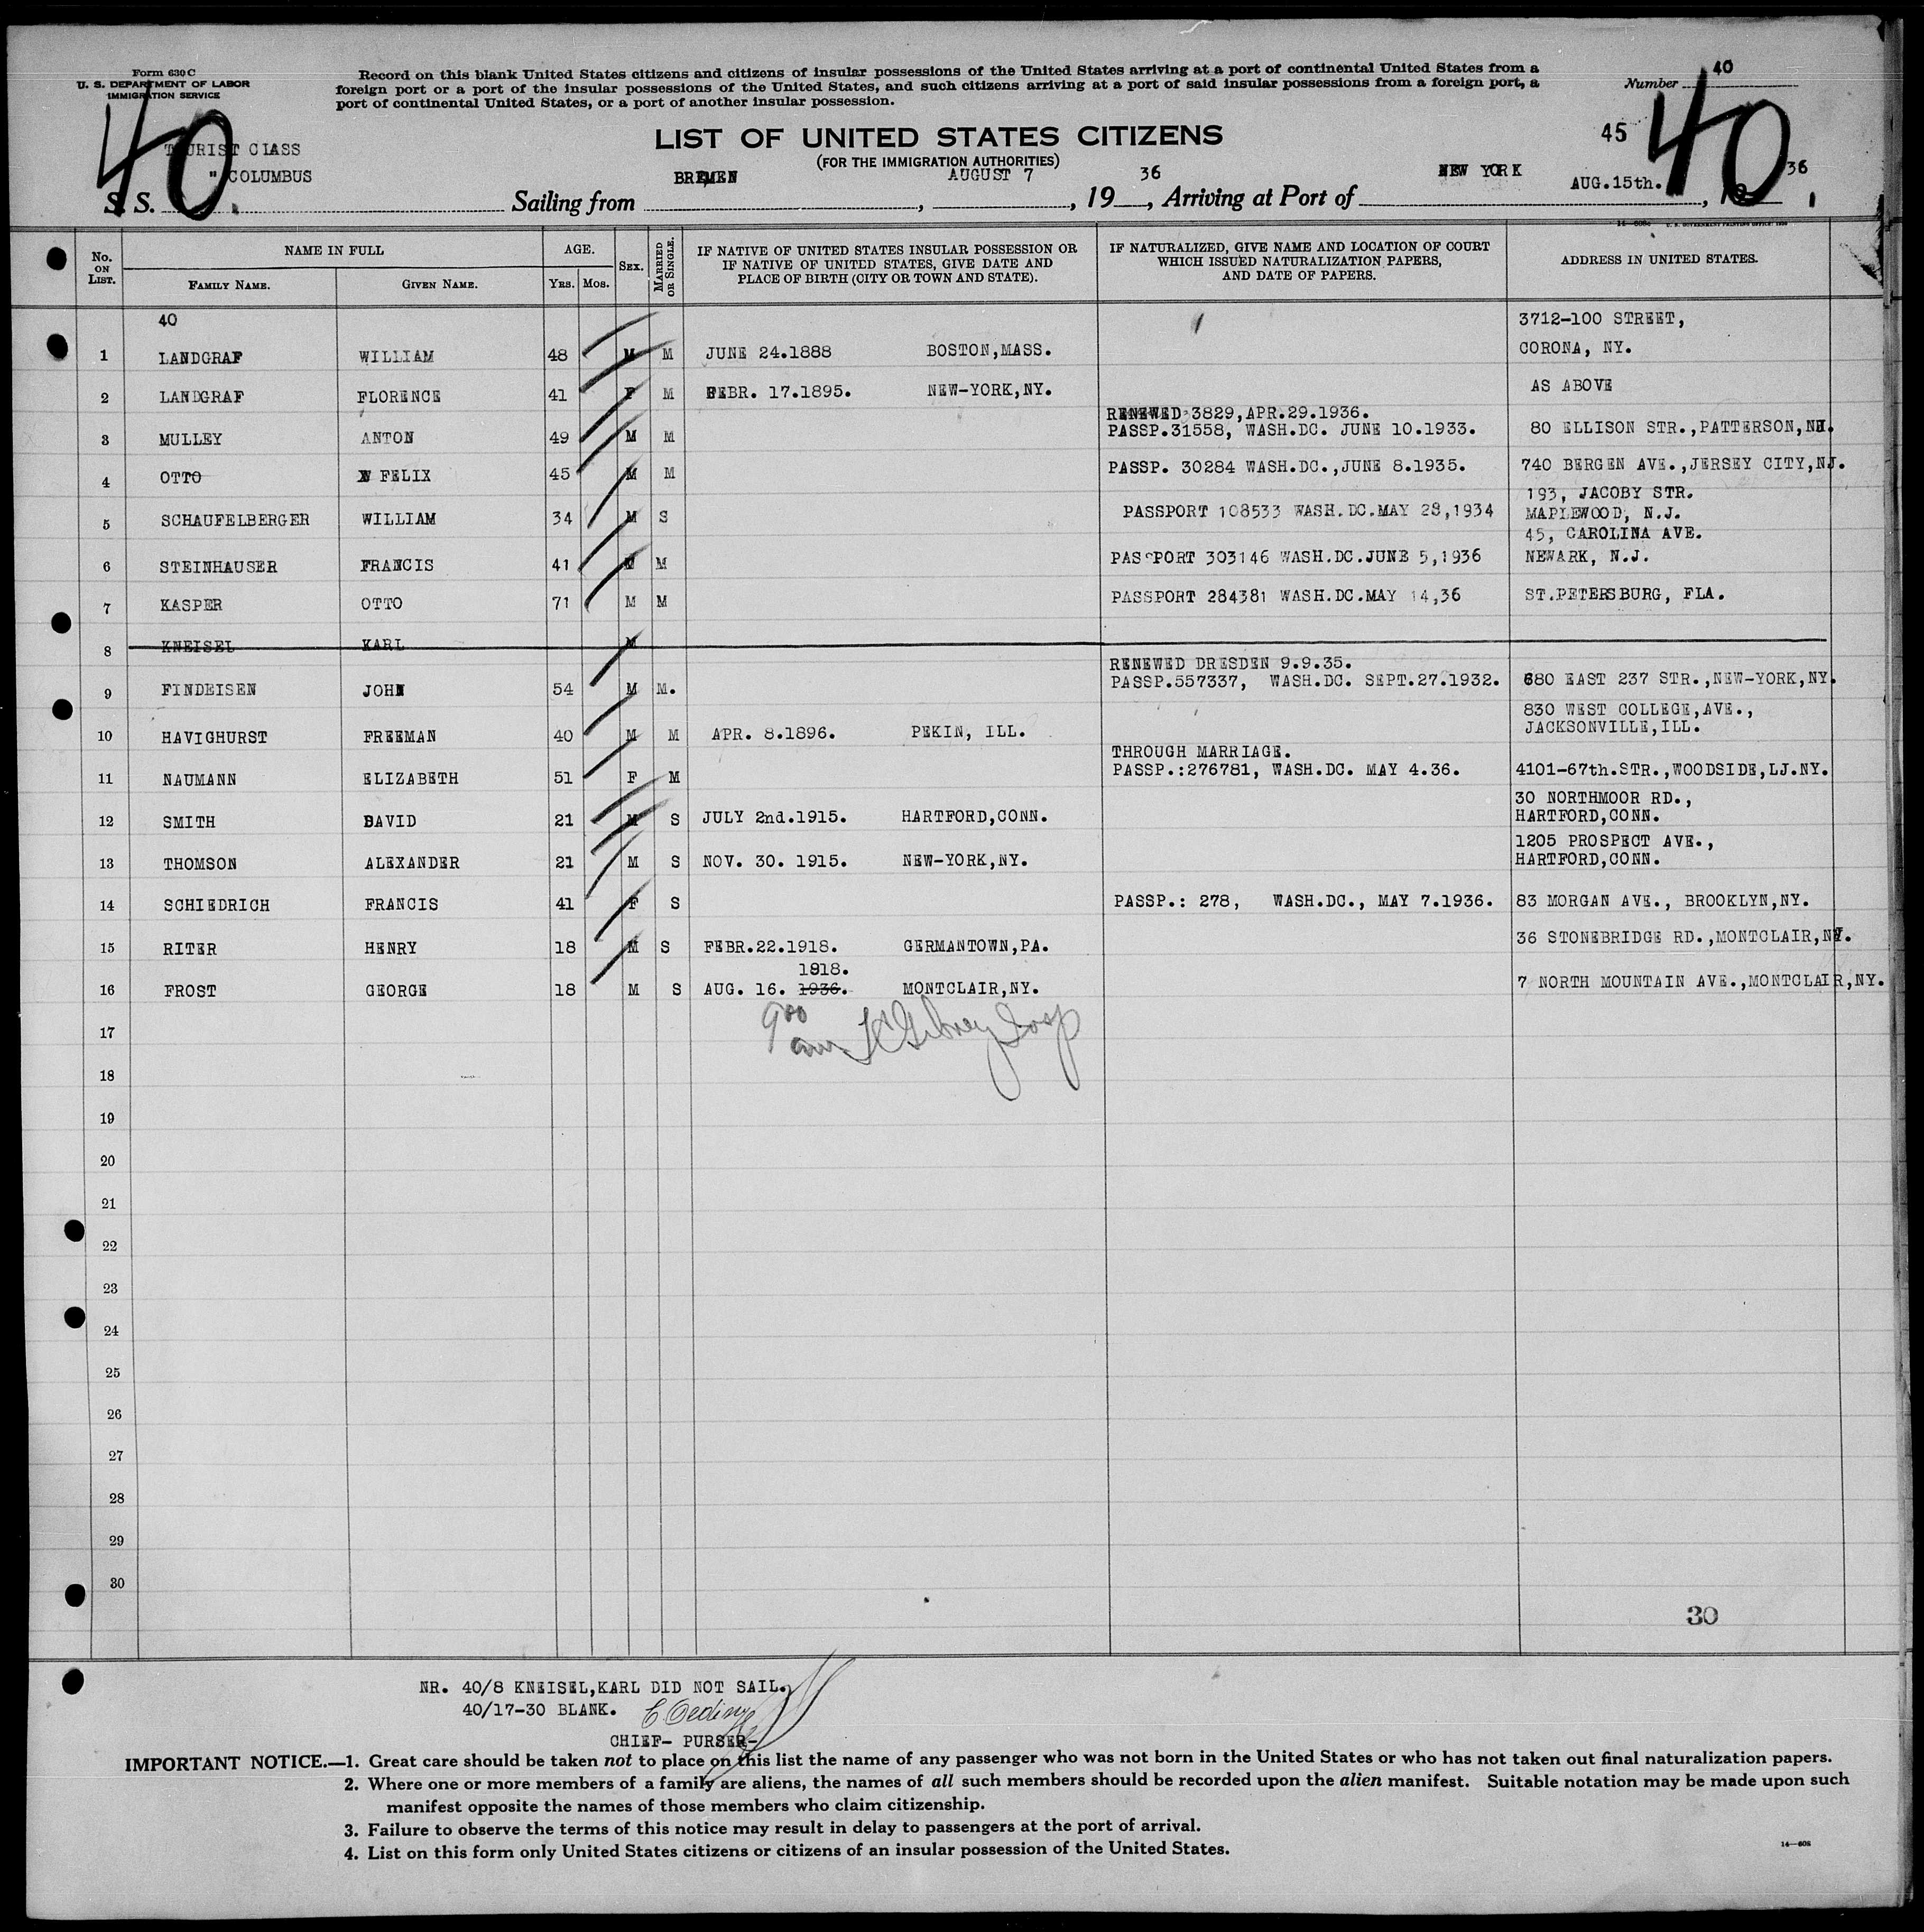 Form 630 C
U. S. DEPARTMENT OF LABOR
IMMIGRATION SERVICE
Record on this blank United States citizens and citizens of insular possessions of the United States arriving at a port of continental United States from a
foreign port or a port of the insular possessions of the United States, and such citizens arriving at a port of said insular possessions from a foreign port, a
port of continental United States, or a port of another insular possession.
Number 40
40
45
40
LIST OF UNITED STATES CITIZENS
(FOR THE IMMIGRATION AUTHORITIES)
TOURIST CLASS
S. S. "COLUMBUS Sailing from BREMEN, AUGUST 7, 1936, Arriving at Port of NEW YORK AUG.15th., 1936
No. ON LIST. NAME IN FULL AGE. SEX. MARRIED OR SINGLE. IF NATIVE OF UNITED STATES INSULAR POSSESSION OR IF NATIVE OF UNITED STATES, GIVE DATE AND PLACE OF BIRTH (CITY OR TOWN AND STATE). IF NATURALIZED, GIVE NAME AND LOCATION OF COURT WHICH ISSUED NATURALIZATION PAPERS, AND DATE OF PAPERS. ADDRESS IN UNITED STATES.
FAMILY NAME. GIVEN NAME. YRS. MOS.
40 3712-100 STREET,
1 LANDGRAF WILLIAM 48 M M JUNE 24.1888 BOSTON,MASS. CORONA, NY.
2 LANDGRAF FLORENCE 41 F M FEBR. 17.1895. NEW-YORK,NY. AS ABOVE
RENEWED 3829,APR.29.1936.
3 MULLEY ANTON 49 M M PASSP.31558, WASH.DC. JUNE 10.1933. 80 ELLISON STR.,PATTERSON,NJ.
4 OTTO FELIX 45 M M PASSP. 30284 WASH.DC.,JUNE 8.1935. 740 BERGEN AVE.,JERSEY CITY,NJ.
193, JACOBY STR.
5 SCHAUFELBERGER WILLIAM 34 M S PASSPORT 108533 WASH.DC.MAY 28,1934 MAPLEWOOD, N.J.
45, CAROLINA AVE.
6 STEINHAUSER FRANCIS 41 M M PASSPORT 303146 WASH.DC.JUNE 5,1936 NEWARK, N.J.
7 KASPER OTTO 71 M M PASSPORT 284381 WASH.DC.MAY 14,36 ST.PETERSBURG, FLA.
8 KNEISEL KARL M
RENEWED DRESDEN 9.9.35.
9 FINDEISEN JOHN 54 M M. PASSP.557337, WASH.DC. SEPT.27.1932. 680 EAST 237 STR.,NEW-YORK,NY.
830 WEST COLLEGE,AVE.,
10 HAVIGHURST FREEMAN 40 M M APR. 8.1896. PEKIN, ILL. JACKSONVILLE,ILL.
THROUGH MARRIAGE.
11 NAUMANN ELIZABETH 51 F M PASSP.:276781, WASH.DC. MAY 4.36. 4101-67th.STR.,WOODSIDE,LJ.NY.
30 NORTHMOOR RD.,
12 SMITH DAVID 21 M S JULY 2nd.1915. HARTFORD,CONN. HARTFORD,CONN.
1205 PROSPECT AVE.,
13 THOMSON ALEXANDER 21 M S NOV. 30. 1915. NEW-YORK,NY. HARTFORD,CONN.
14 SCHIEDRICH FRANCIS 41 F S PASSP.: 278, WASH.DC., MAY 7.1936. 83 MORGAN AVE., BROOKLYN,NY.
15 RITER HENRY 18 M S FEBR.22.1918. GERMANTOWN,PA. 36 STONEBRIDGE RD.,MONTCLAIR,NY.
1918.
16 FROST GEORGE 18 M S AUG. 16. 1936. MONTCLAIR,NY. 7 NORTH MOUNTAIN AVE.,MONTCLAIR,NY.
17
18
19
20
21
22
23
24
25
26
27
28
29
30
30
NR. 40/8 KNEISEL,KARL DID NOT SAIL.
40/17-30 BLANK.
CHIEF- PURSER-
IMPORTANT NOTICE.—1. Great care should be taken not to place on this list the name of any passenger who was not born in the United States or who has not taken out final naturalization papers.
2. Where one or more members of a family are aliens, the names of all such members should be recorded upon the alien manifest. Suitable notation may be made upon such
manifest opposite the names of those members who claim citizenship.
3. Failure to observe the terms of this notice may result in delay to passengers at the port of arrival.
4. List on this form only United States citizens or citizens of an insular possession of the United States.